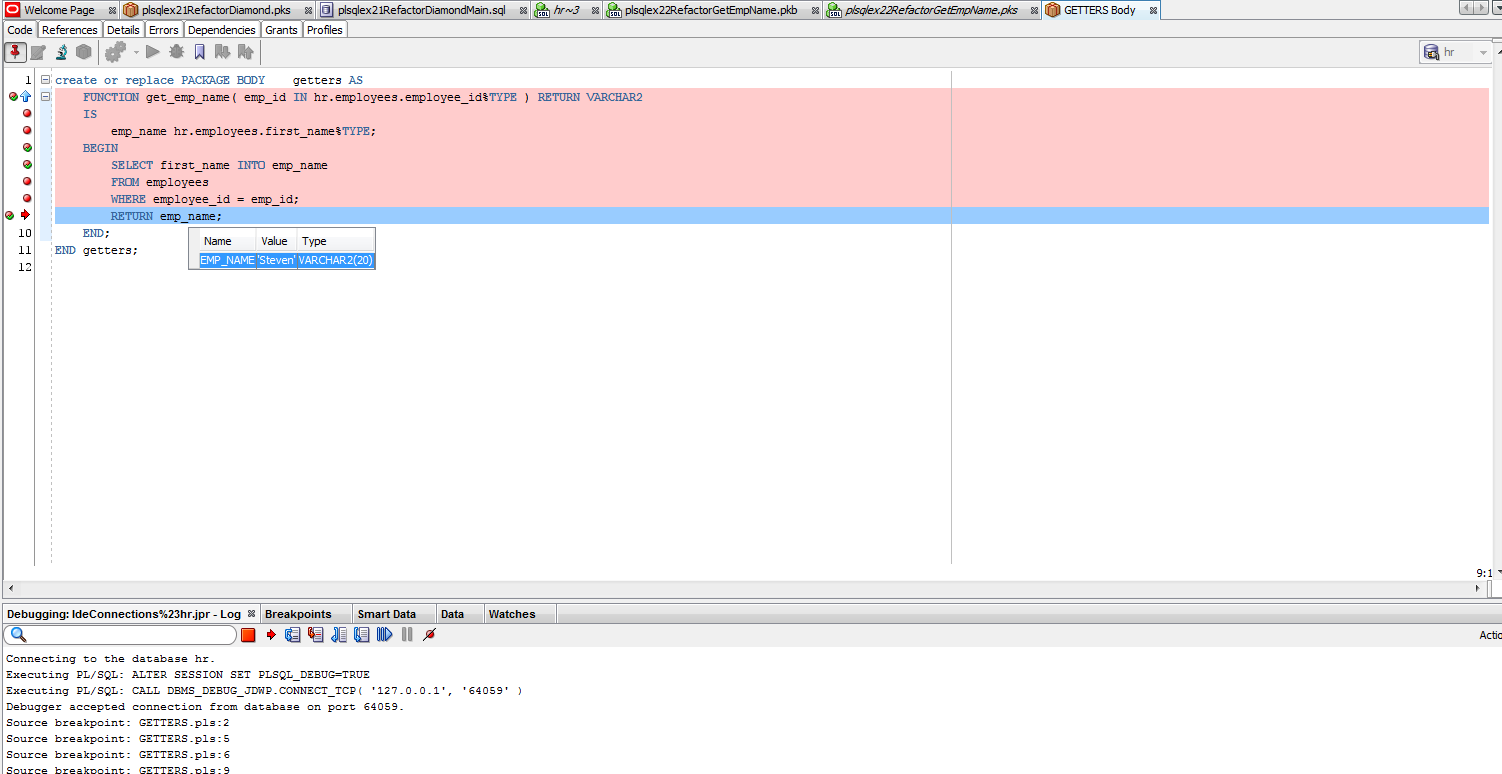 Welcome Page plsqlex21RefactorDiamond.pks plsqlex21RefactorDiamondMain.sql hr~3 plsqlex22RefactorGetEmpName.pkb plsqlex22RefactorGetEmpName.pks GETTERS Body
Code References Details Errors Dependencies Grants Profiles
hr
1 create or replace PACKAGE BODY    getters AS
FUNCTION get_emp_name( emp_id IN hr.employees.employee_id%TYPE ) RETURN VARCHAR2
IS
emp_name hr.employees.first_name%TYPE;
BEGIN
SELECT first_name INTO emp_name
FROM employees
WHERE employee_id = emp_id;
RETURN emp_name;
10 END;
11 END getters;
12
Name Value Type
EMP_NAME 'Steven' VARCHAR2(20)
9:1
Debugging: IdeConnections%23hr.jpr - Log Breakpoints Smart Data Data Watches
Actio
Connecting to the database hr.
Executing PL/SQL: ALTER SESSION SET PLSQL_DEBUG=TRUE
Executing PL/SQL: CALL DBMS_DEBUG_JDWP.CONNECT_TCP( '127.0.0.1', '64059' )
Debugger accepted connection from database on port 64059.
Source breakpoint: GETTERS.pls:2
Source breakpoint: GETTERS.pls:5
Source breakpoint: GETTERS.pls:6
Source breakpoint: GETTERS.pls:9